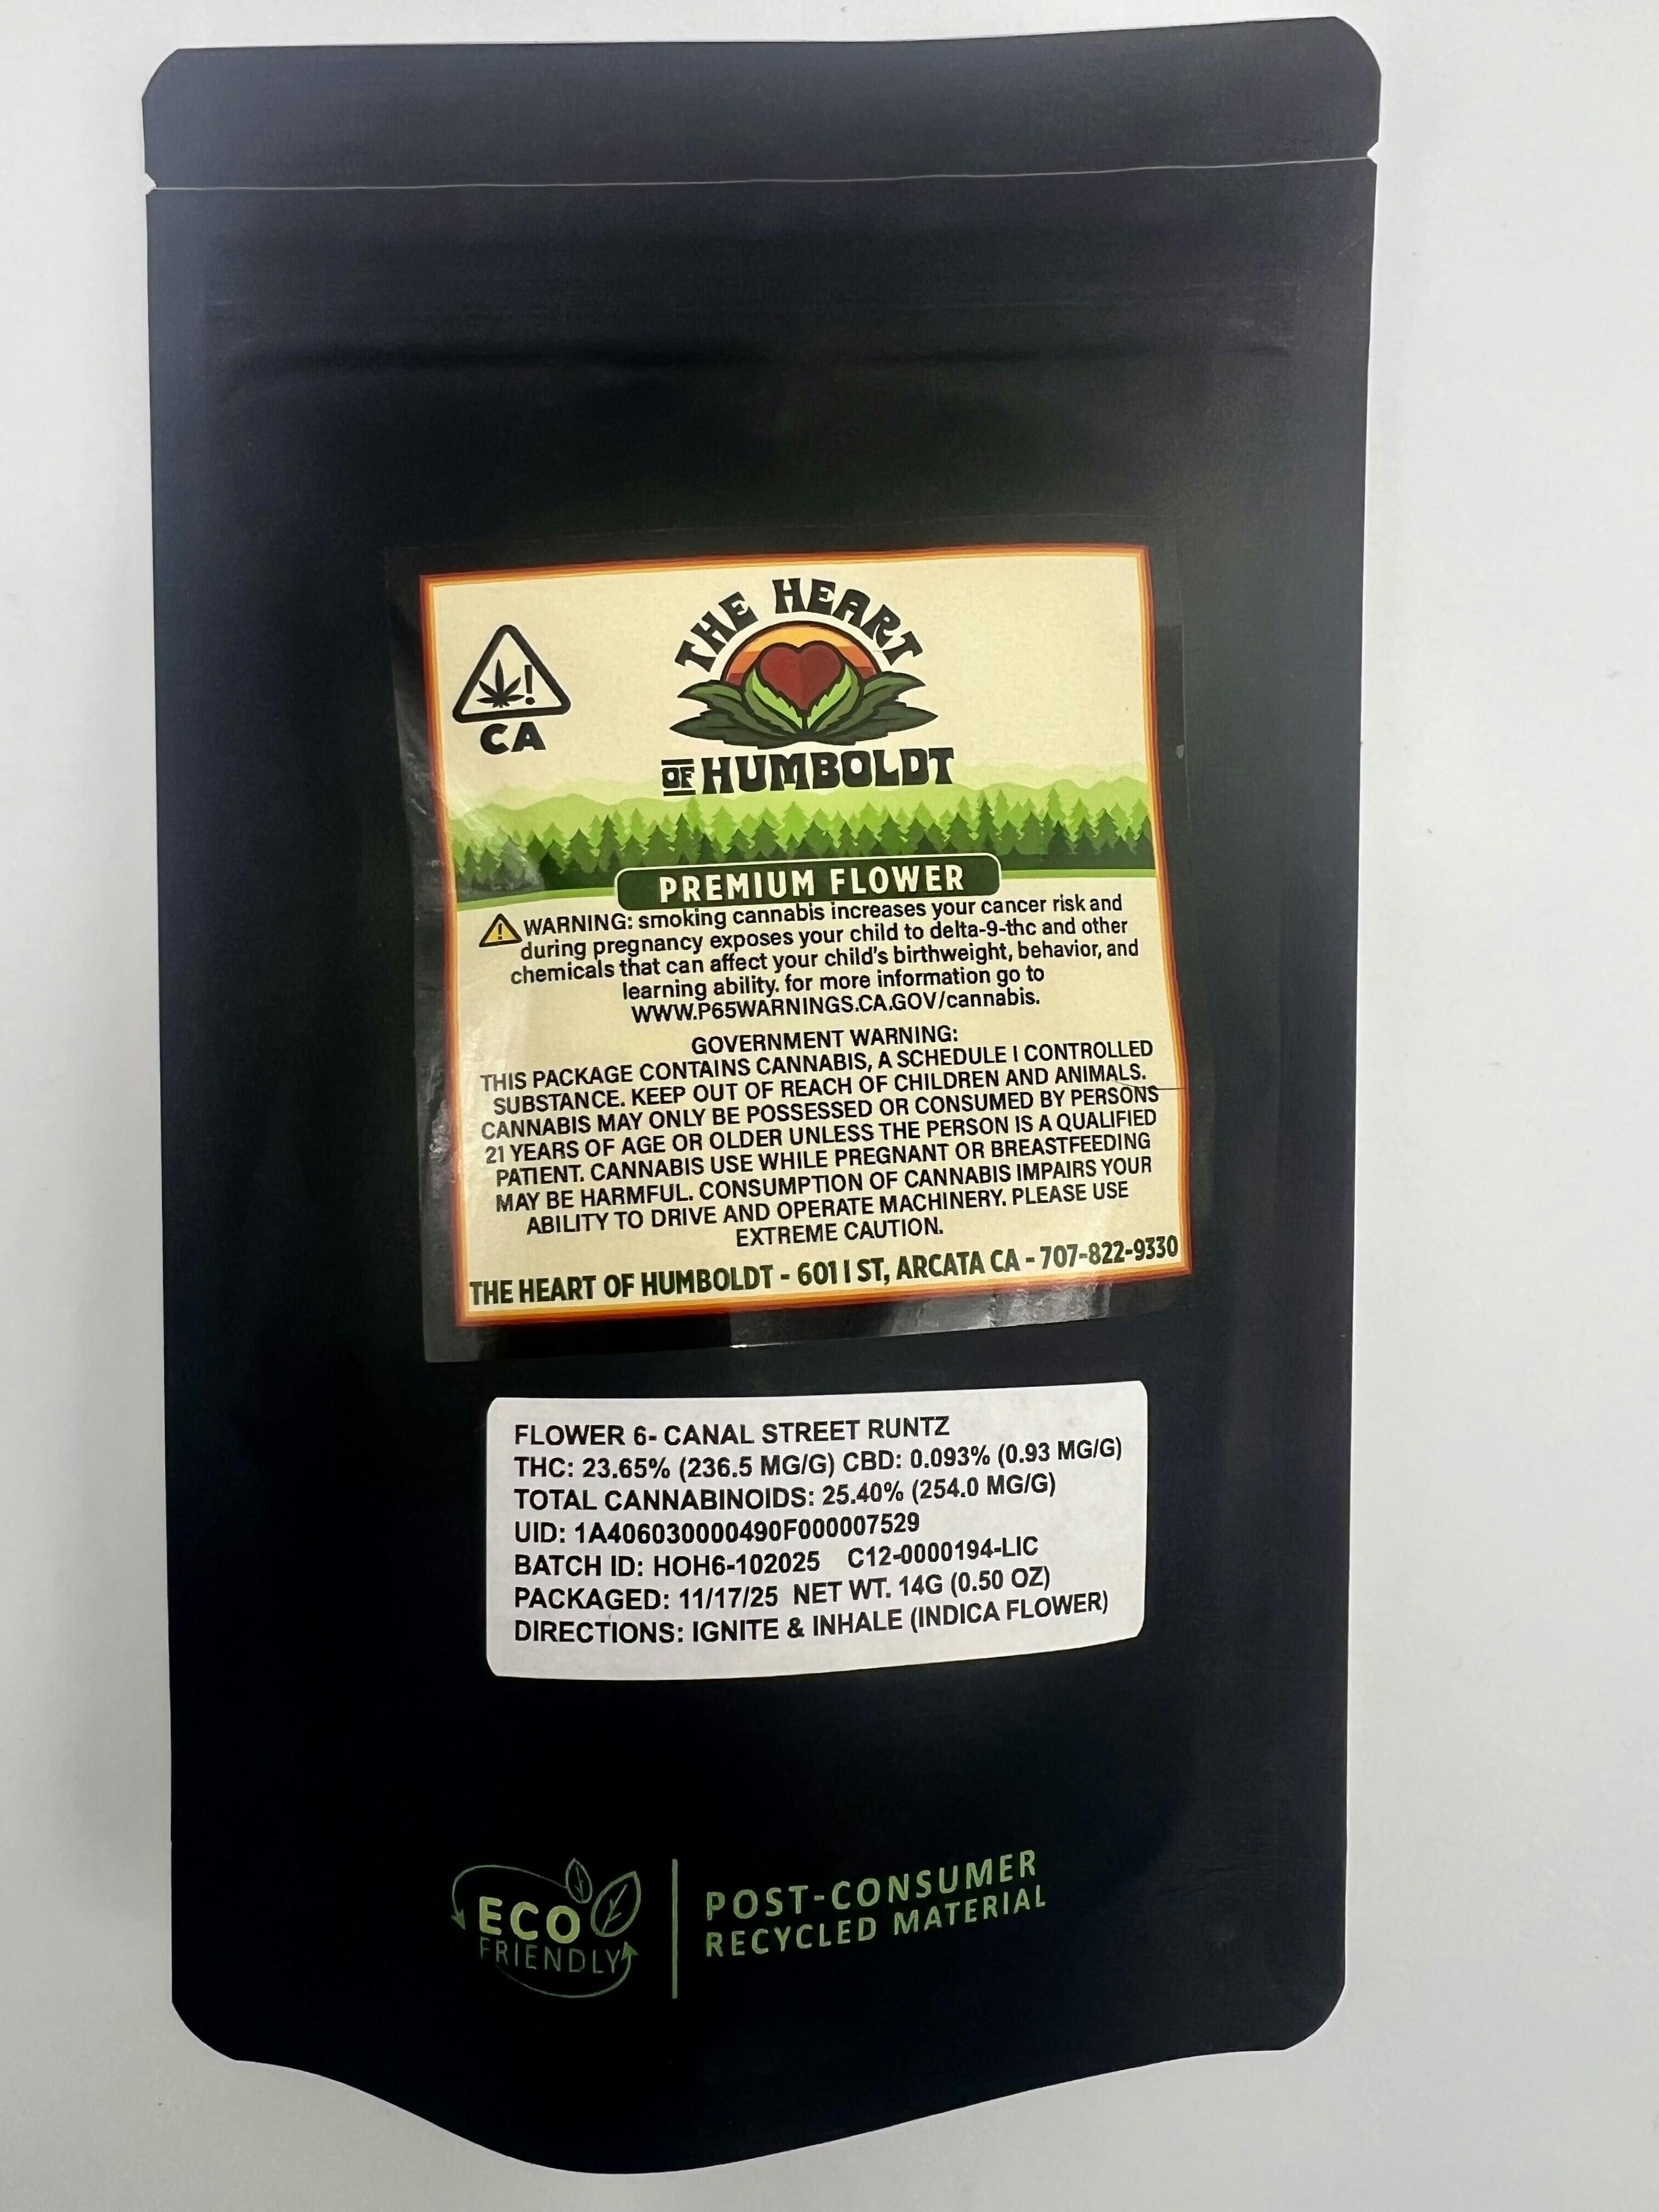 THE HEART
OF HUMBOLDT
CA
PREMIUM FLOWER
WARNING: smoking cannabis increases your cancer risk and
during pregnancy exposes your child to delta-9-thc and other
chemicals that can affect your child's birthweight, behavior, and
learning ability. for more information go to
WWW.P65WARNINGS.CA.GOV/cannabis.
GOVERNMENT WARNING:
THIS PACKAGE CONTAINS CANNABIS, A SCHEDULE I CONTROLLED
SUBSTANCE. KEEP OUT OF REACH OF CHILDREN AND ANIMALS.
CANNABIS MAY ONLY BE POSSESSED OR CONSUMED BY PERSONS
21 YEARS OF AGE OR OLDER UNLESS THE PERSON IS A QUALIFIED
PATIENT. CANNABIS USE WHILE PREGNANT OR BREASTFEEDING
MAY BE HARMFUL. CONSUMPTION OF CANNABIS IMPAIRS YOUR
ABILITY TO DRIVE AND OPERATE MACHINERY. PLEASE USE
EXTREME CAUTION.
THE HEART OF HUMBOLDT - 601 I ST, ARCATA CA - 707-822-9330
FLOWER 6- CANAL STREET RUNTZ
THC: 23.65% (236.5 MG/G) CBD: 0.093% (0.93 MG/G)
TOTAL CANNABINOIDS: 25.40% (254.0 MG/G)
UID: 1A406030000490F000007529
BATCH ID: HOH6-102025 C12-0000194-LIC
PACKAGED: 11/17/25 NET WT. 14G (0.50 OZ)
DIRECTIONS: IGNITE & INHALE (INDICA FLOWER)
ECO
FRIENDLY
POST-CONSUMER
RECYCLED MATERIAL